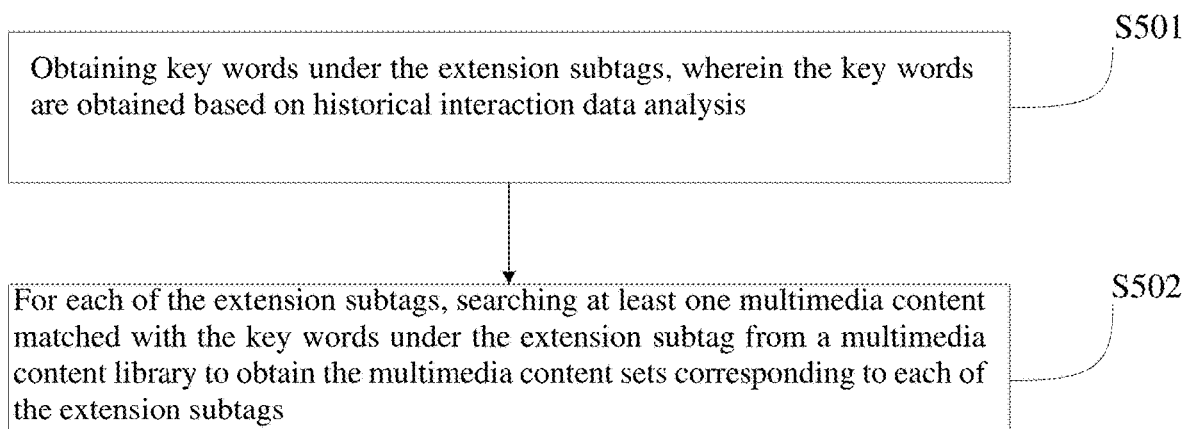 S501
Obtaining key words under the extension subtags, wherein the key words
are obtained based on historical interaction data analysis
S502
For each of the extension subtags, searching at least one multimedia content
matched with the key words under the extension subtag from a multimedia
content library to obtain the multimedia content sets corresponding to each of
the extension subtags